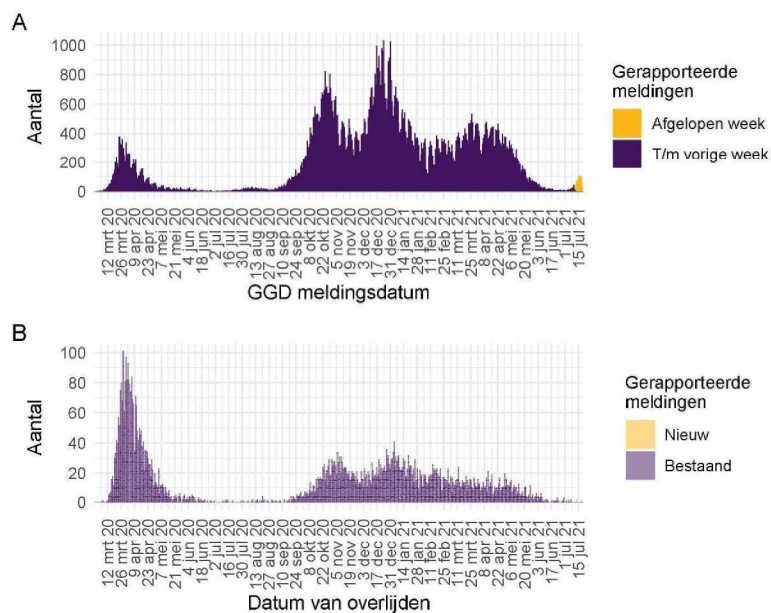 A
1000
800
600
400
200
0
Aantal
12 mrt 20
26 mrt 20
9 apr 20
23 apr 20
7 mei 20
21 mei 20
4 jun 20
18 jun 20
2 jul 20
16 jul 20
30 jul 20
13 aug 20
27 aug 20
10 sep 20
24 sep 20
8 okt 20
22 okt 20
5 nov 20
19 nov 20
3 dec 20
17 dec 20
31 dec 20
14 jan 21
28 jan 21
11 feb 21
25 feb 21
11 mrt 21
25 mrt 21
8 apr 21
22 apr 21
6 mei 21
20 mei 21
3 jun 21
17 jun 21
1 jul 21
15 jul 21
GGD meldingsdatum
Gerapporteerde
meldingen
Afgelopen week
T/m vorige week
B
100
80
60
40
20
0
Aantal
12 mrt 20
26 mrt 20
9 apr 20
23 apr 20
7 mei 20
21 mei 20
4 jun 20
18 jun 20
2 jul 20
16 jul 20
30 jul 20
13 aug 20
27 aug 20
10 sep 20
24 sep 20
8 okt 20
22 okt 20
5 nov 20
19 nov 20
3 dec 20
17 dec 20
31 dec 20
14 jan 21
28 jan 21
11 feb 21
25 feb 21
11 mrt 21
25 mrt 21
8 apr 21
22 apr 21
6 mei 21
20 mei 21
3 jun 21
17 jun 21
1 jul 21
15 jul 21
Datum van overlijden
Gerapporteerde
meldingen
Nieuw
Bestaand